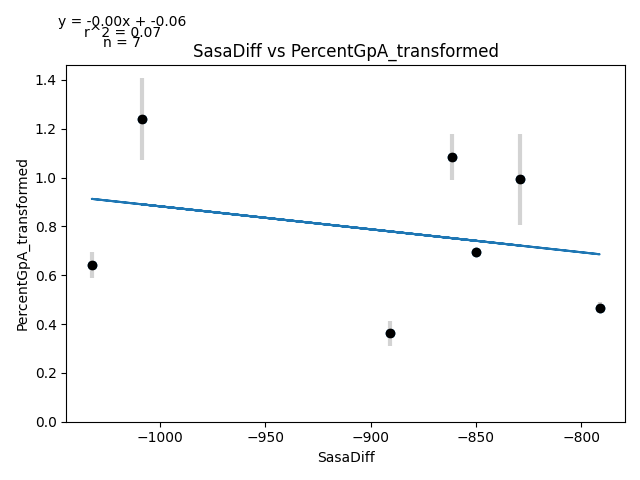 y = -0.00x + -0.06
r^2 = 0.07
n = 7
SasaDiff vs PercentGpA_transformed
1.4
1.2
1.0
0.8
0.6
0.4
0.2
0.0
PercentGpA_transformed
−1000
−950
−900
−850
−800
SasaDiff